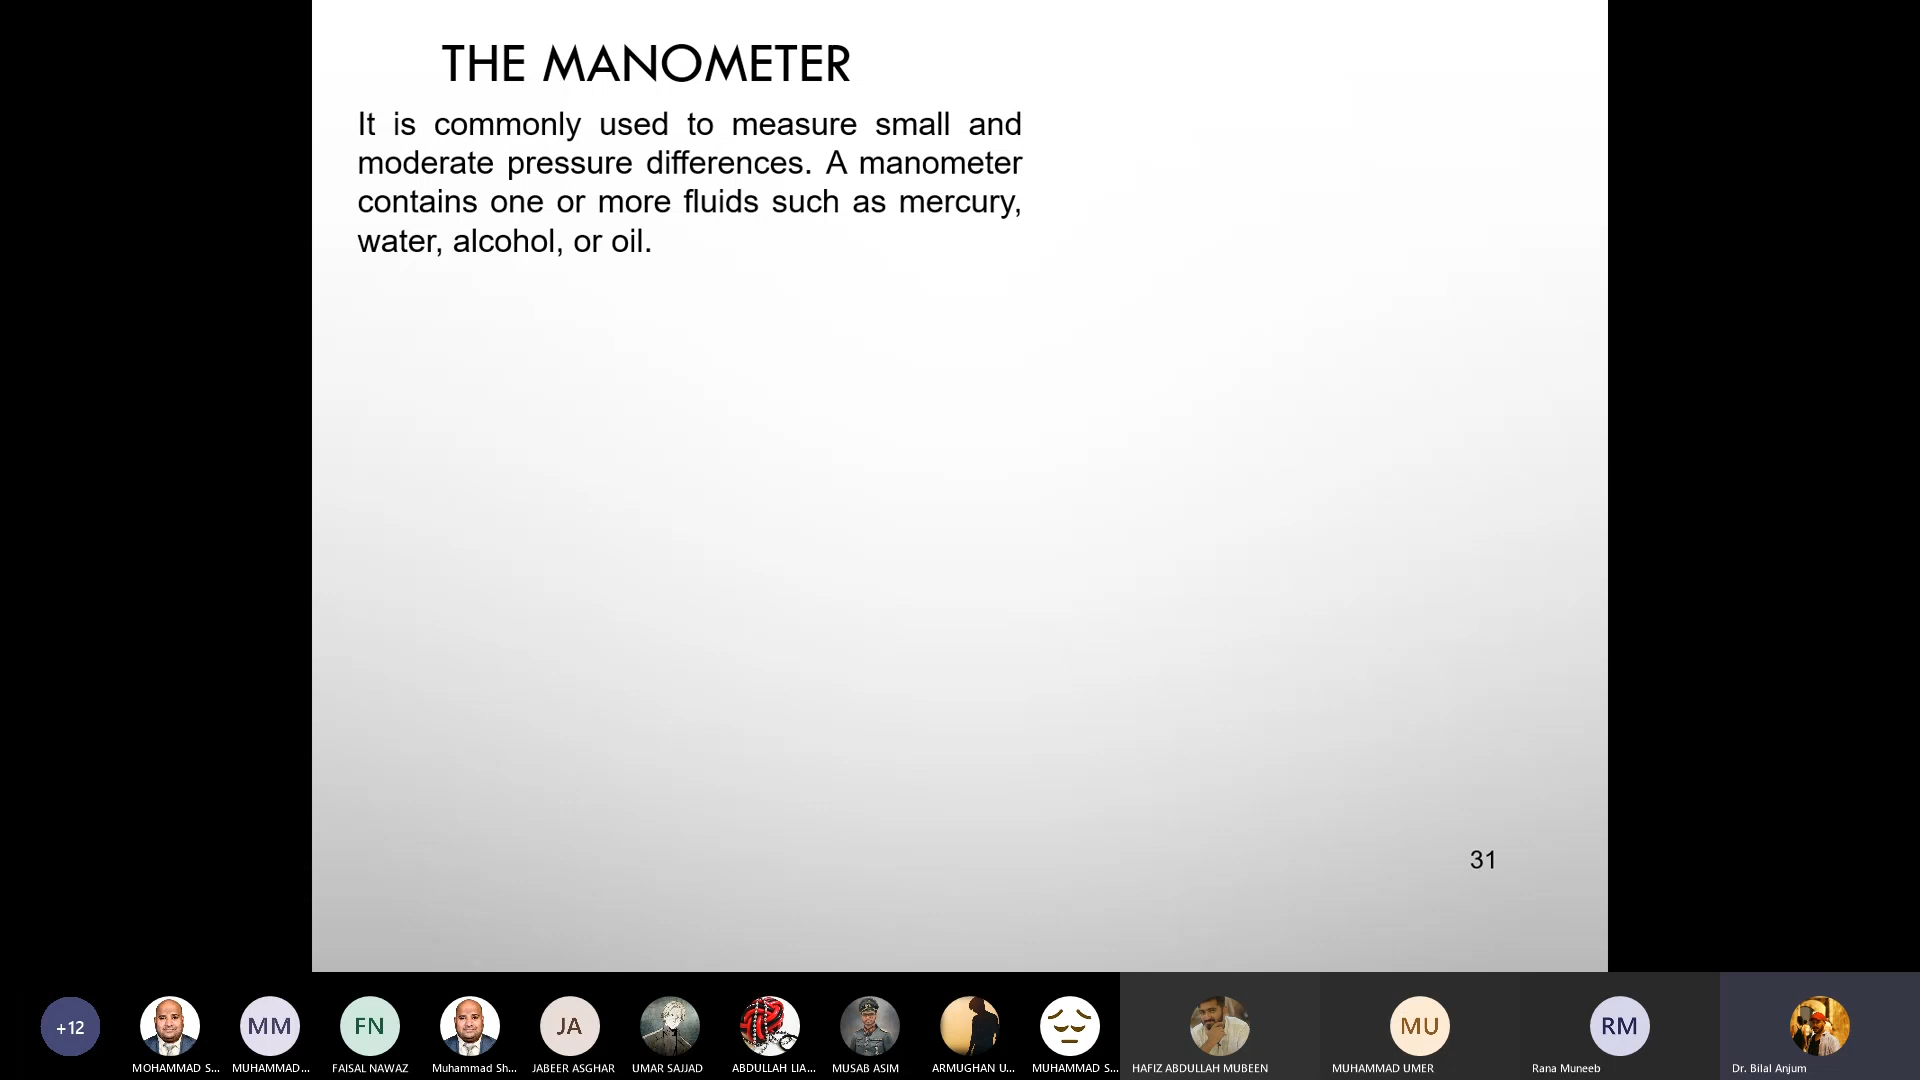 THE MANOMETER
It is commonly used to measure small and
moderate pressure differences. A manometer
contains one or more fluids such as mercury,
water, alcohol, or oil.
31
+12
MM
FN
JA
MU
RM
MOHAMMAD S...
MUHAMMAD...
FAISAL NAWAZ
Muhammad Sh...
JABEER ASGHAR
UMAR SAJJAD
ABDULLAH LIA...
MUSAB ASIM
ARMUGHAN U...
MUHAMMAD S...
HAFIZ ABDULLAH MUBEEN
MUHAMMAD UMER
Rana Muneeb
Dr. Bilal Anjum